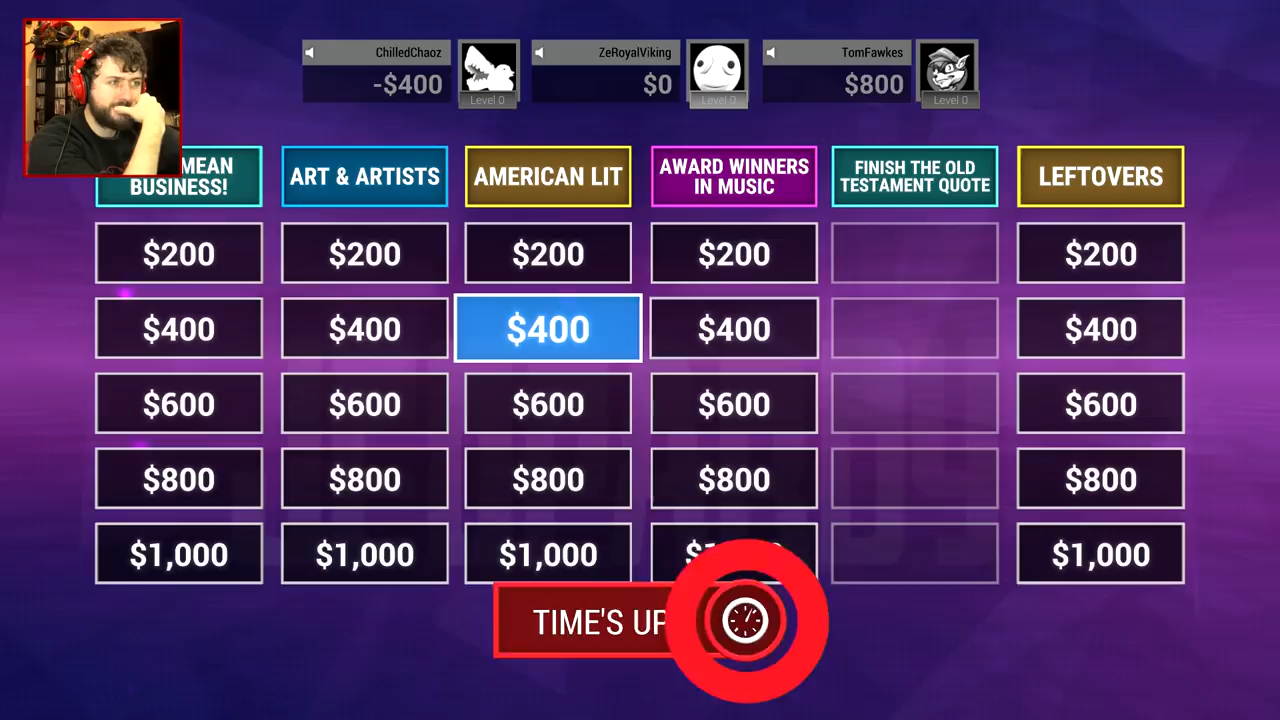 ChilledChaoz
-$400
Level 0
ZeRoyalViking
$0
Level 0
TomFawkes
$800
Level 0
MEAN
BUSINESS!
ART & ARTISTS
AMERICAN LIT
AWARD WINNERS
IN MUSIC
FINISH THE OLD
TESTAMENT QUOTE
LEFTOVERS
$200 $200 $200 $200 $200
$400 $400 $400 $400 $400
$600 $600 $600 $600 $600
$800 $800 $800 $800 $800
$1,000 $1,000 $1,000 $1,000
TIME'S UP